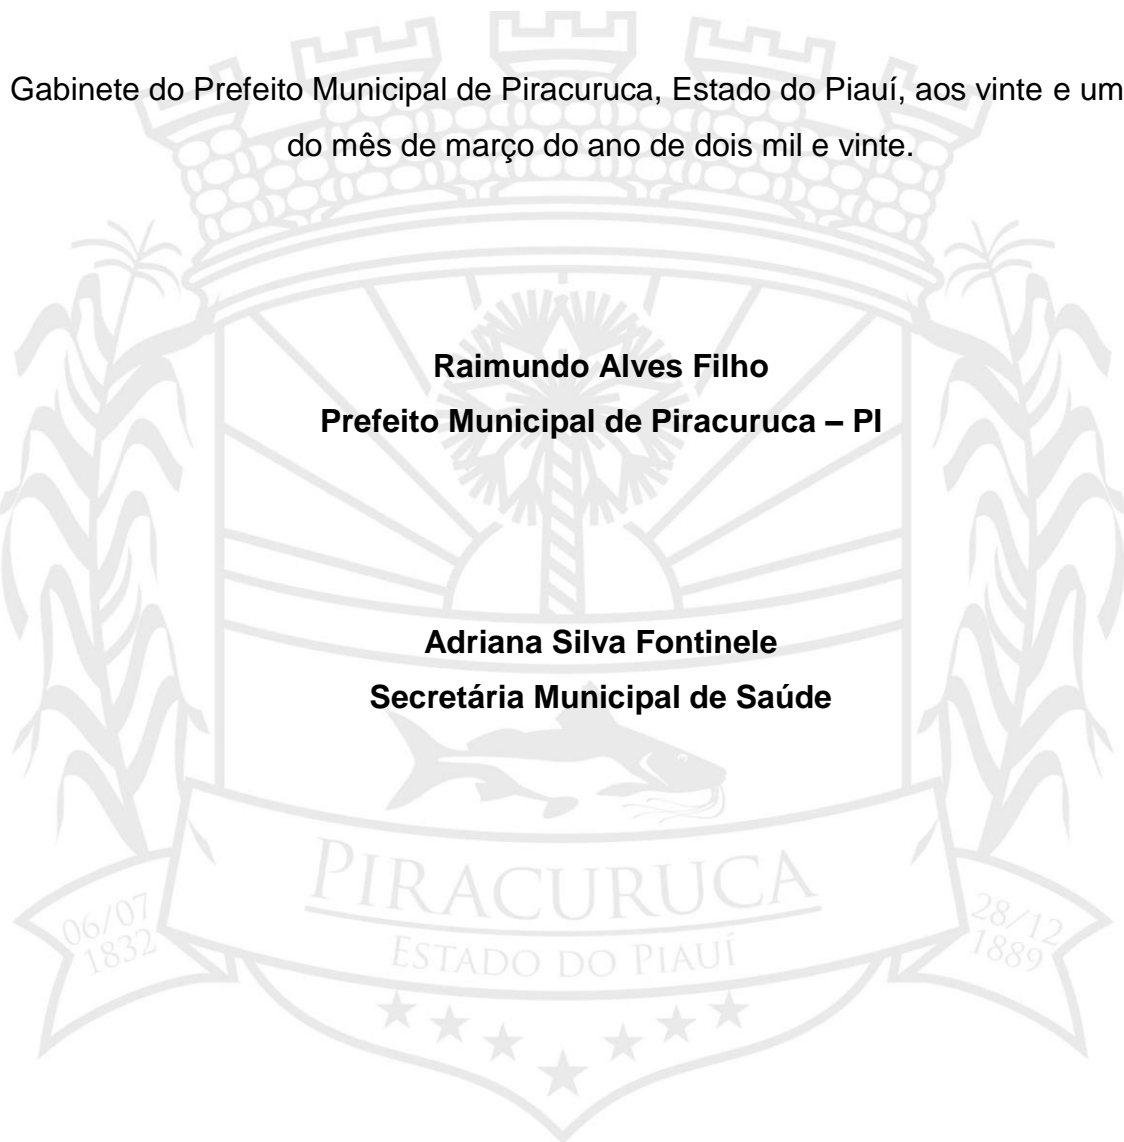 Gabinete do Prefeito Municipal de Piracuruca, Estado do Piauí, aos vinte e um
do mês de março do ano de dois mil e vinte.
Raimundo Alves Filho
Prefeito Municipal de Piracuruca – PI
Adriana Silva Fontinele
Secretária Municipal de Saúde
PIRACURUCA
06/07
1832
ESTADO DO PIAUÍ
28/12
1889